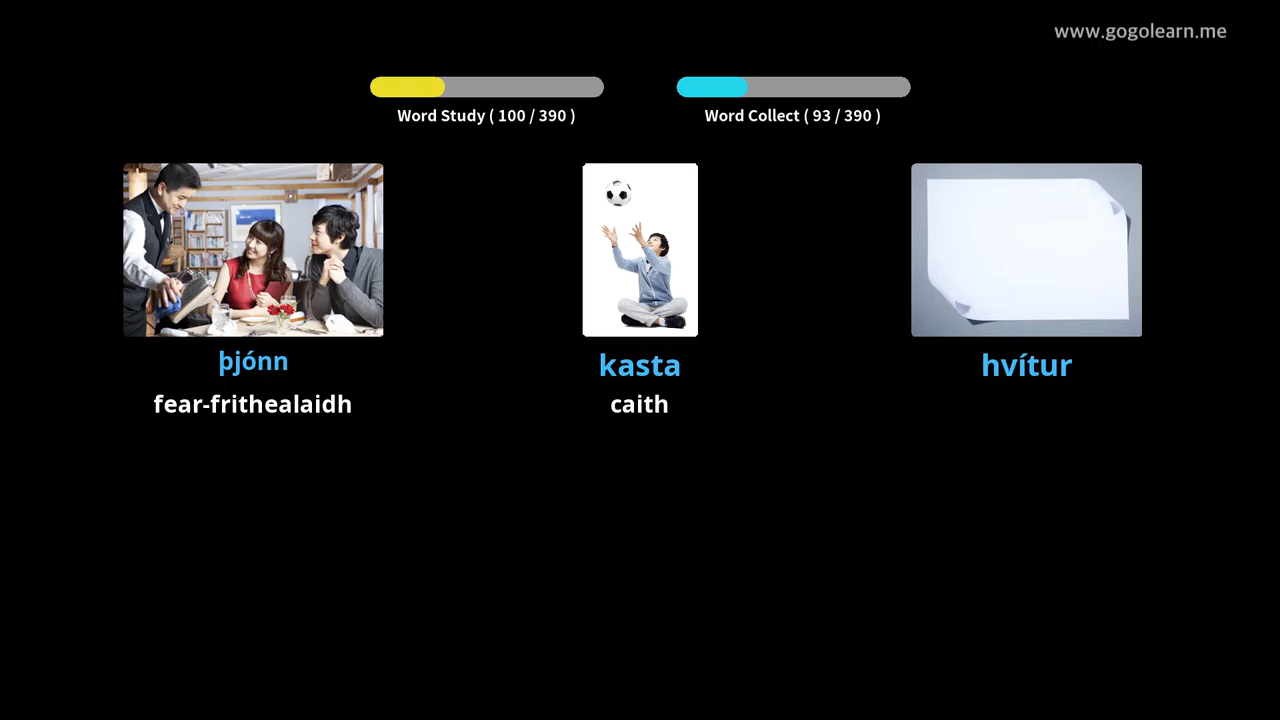 www.gogolearn.me
Word Study ( 100 / 390 )
Word Collect ( 93 / 390 )
þjónn
kasta
hvítur
fear-frithealaidh
caith